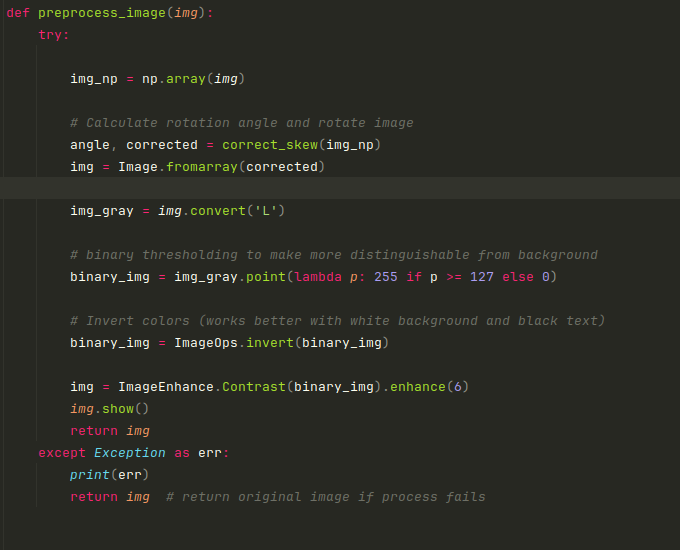 def preprocess_image(img):
    try:

        img_np = np.array(img)

        # Calculate rotation angle and rotate image
        angle, corrected = correct_skew(img_np)
        img = Image.fromarray(corrected)

        img_gray = img.convert('L')

        # binary thresholding to make more distinguishable from background
        binary_img = img_gray.point(lambda p: 255 if p >= 127 else 0)

        # Invert colors (works better with white background and black text)
        binary_img = ImageOps.invert(binary_img)

        img = ImageEnhance.Contrast(binary_img).enhance(6)
        img.show()
        return img
    except Exception as err:
        print(err)
        return img  # return original image if process fails